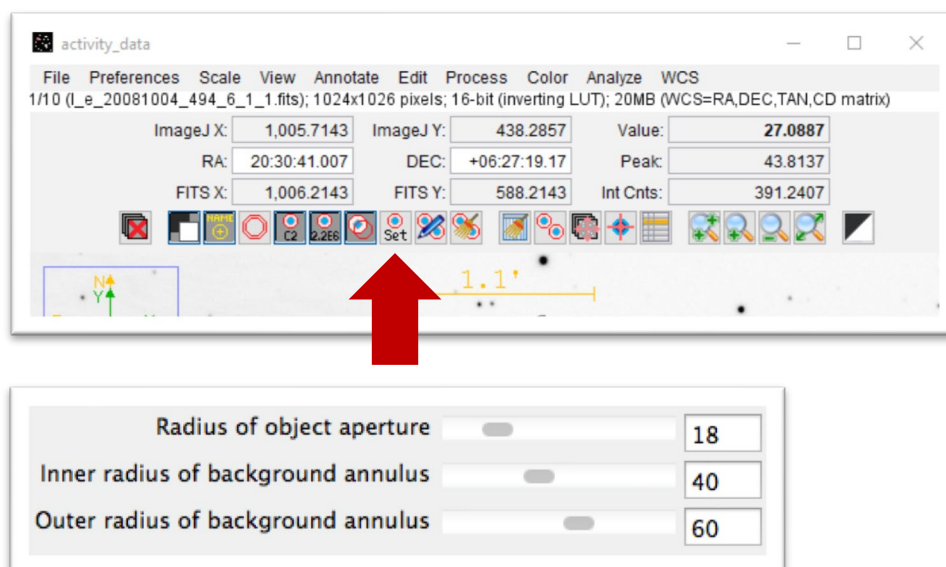 activity_data
File Preferences Scale View Annotate Edit Process Color Analyze WCS
1/10 (l_e_20081004_494_6_1_1.fits); 1024x1026 pixels; 16-bit (inverting LUT); 20MB (WCS=RA,DEC,TAN,CD matrix)
ImageJ X: 1,005.7143 ImageJ Y: 438.2857 Value: 27.0887
RA: 20:30:41.007 DEC: +06:27:19.17 Peak: 43.8137
FITS X: 1,006.2143 FITS Y: 588.2143 Int Cnts: 391.2407
NAME C2 2.2E6 Set
N 1.1'
Y
Radius of object aperture 18
Inner radius of background annulus 40
Outer radius of background annulus 60